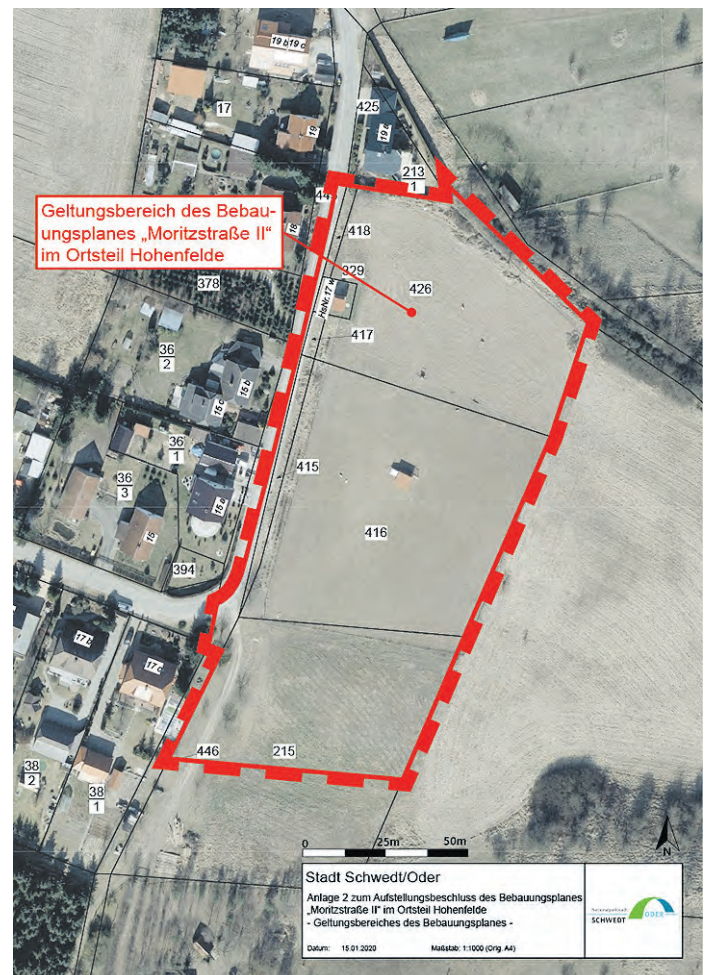 19 b
19 c
17
19
425
19 a
213
1
44
Geltungsbereich des Bebau-
ungsplanes „Moritzstraße II“
im Ortsteil Hohenfelde
18
418
329
HsNr.17 w
426
378
417
36
2
15 b
15 c
36
1
415
36
3
15 a
416
15
394
17 b
17 c
446
215
38
2
38
1
0 25m 50m
N
Stadt Schwedt/Oder
Anlage 2 zum Aufstellungsbeschluss des Bebauungsplanes
„Moritzstraße II“ im Ortsteil Hohenfelde
- Geltungsbereiches des Bebauungsplanes -
Datum: 15.01.2020 Maßstab: 1:1000 (Orig. A4)
Nationalparkstadt
SCHWEDT ODER